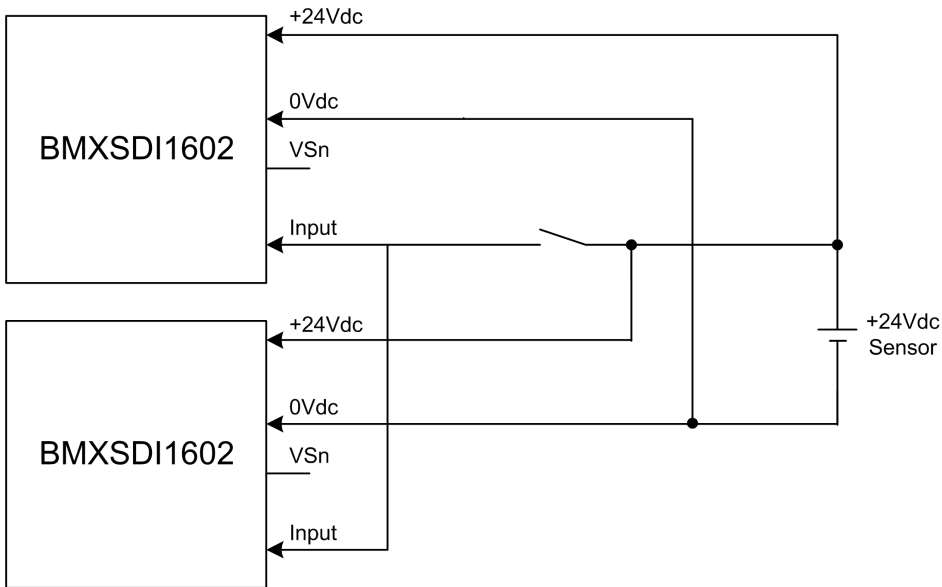 +24Vdc
0Vdc
BMXSDI1602
VSn
Input
+24Vdc
+24Vdc
Sensor
0Vdc
BMXSDI1602
VSn
Input